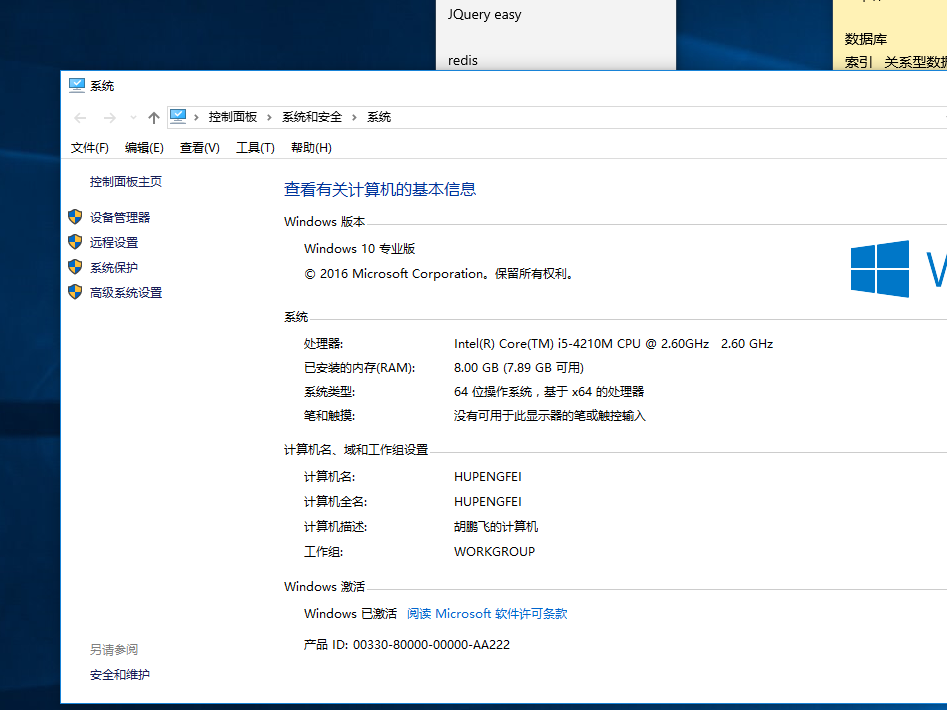 JQuery easy
redis
数据库
索引 关系型数据
系统
控制面板 系统和安全 系统
文件(F) 编辑(E) 查看(V) 工具(T) 帮助(H)
控制面板主页
设备管理器
远程设置
系统保护
高级系统设置
查看有关计算机的基本信息
Windows 版本
Windows 10 专业版
© 2016 Microsoft Corporation。保留所有权利。
系统
处理器: Intel(R) Core(TM) i5-4210M CPU @ 2.60GHz 2.60 GHz
已安装的内存(RAM): 8.00 GB (7.89 GB 可用)
系统类型: 64 位操作系统，基于 x64 的处理器
笔和触摸: 没有可用于此显示器的笔或触控输入
计算机名、域和工作组设置
计算机名: HUPENGFEI
计算机全名: HUPENGFEI
计算机描述: 胡鹏飞的计算机
工作组: WORKGROUP
Windows 激活
Windows 已激活 阅读 Microsoft 软件许可条款
产品 ID: 00330-80000-00000-AA222
另请参阅
安全和维护